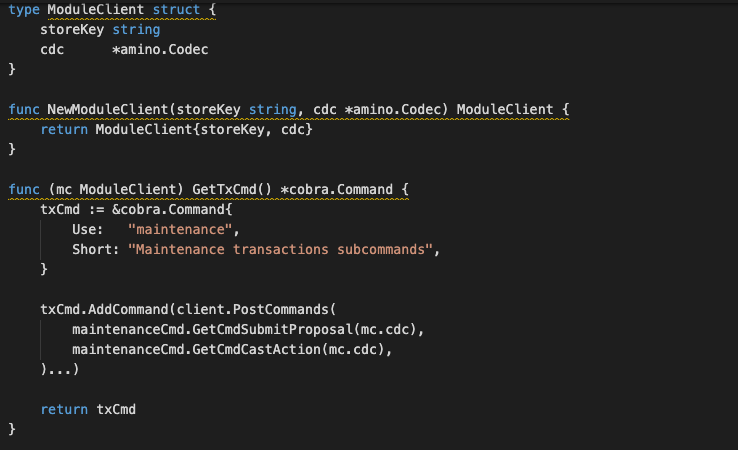 type ModuleClient struct {
    storeKey string
    cdc      *amino.Codec
}

func NewModuleClient(storeKey string, cdc *amino.Codec) ModuleClient {
    return ModuleClient{storeKey, cdc}
}

func (mc ModuleClient) GetTxCmd() *cobra.Command {
    txCmd := &cobra.Command{
        Use:   "maintenance",
        Short: "Maintenance transactions subcommands",
    }

    txCmd.AddCommand(client.PostCommands(
        maintenanceCmd.GetCmdSubmitProposal(mc.cdc),
        maintenanceCmd.GetCmdCastAction(mc.cdc),
    )...)

    return txCmd
}